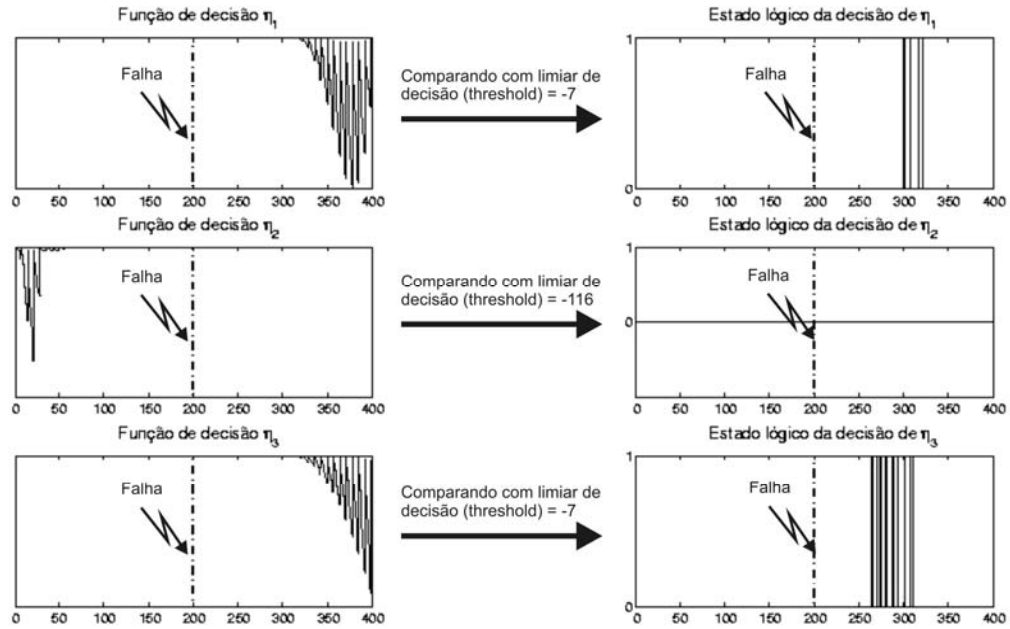 Função de decisão η1
Estado lógico da decisão de η1
Falha
Comparando com limiar de
decisão (threshold) = -7
Falha
1
0
0 50 100 150 200 250 300 350 400
0 50 100 150 200 250 300 350 400
Função de decisão η2
Estado lógico da decisão de η2
Falha
Comparando com limiar de
decisão (threshold) = -116
Falha
1
0
0 50 100 150 200 250 300 350 400
0 50 100 150 200 250 300 350 400
Função de decisão η3
Estado lógico da decisão de η3
Falha
Comparando com limiar de
decisão (threshold) = -7
Falha
1
0
0 50 100 150 200 250 300 350 400
0 50 100 150 200 250 300 350 400